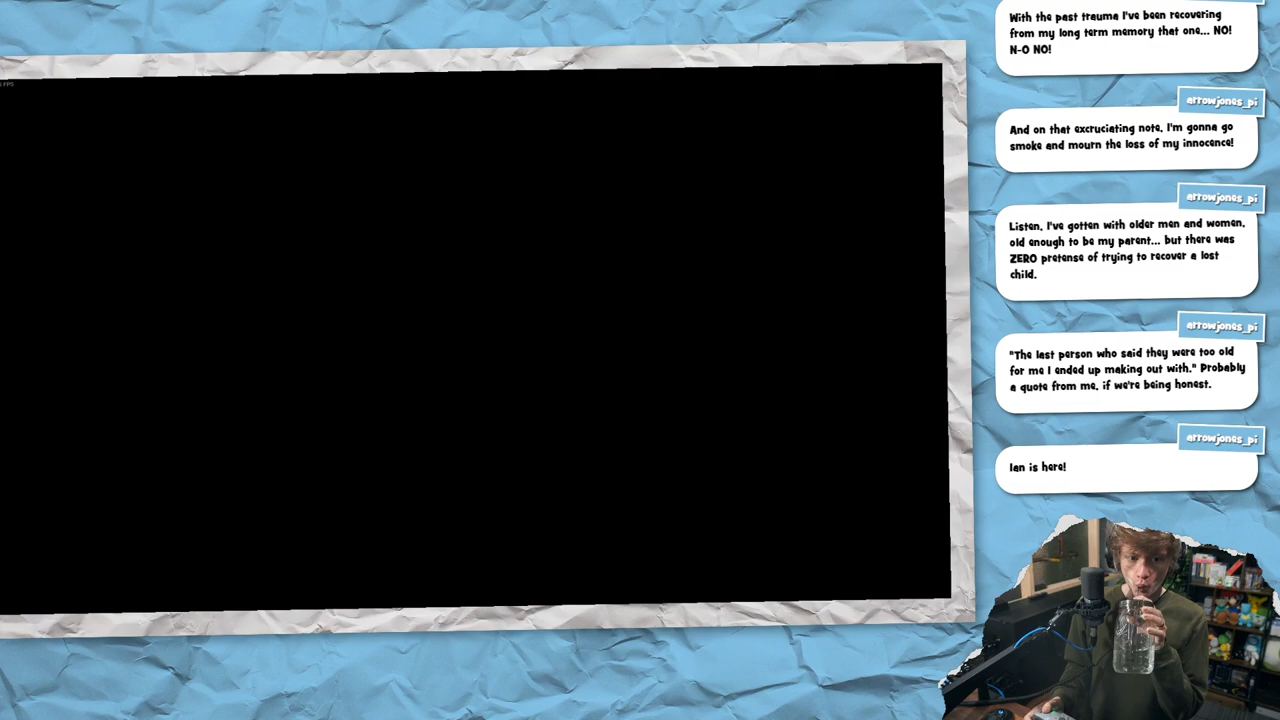 With the past trauma I've been recovering
from my long term memory that one... NO!
N-O NO!
FPS
arrowjones_pi
And on that excruciating note, I'm gonna go
smoke and mourn the loss of my innocence!
arrowjones_pi
Listen, I've gotten with older men and women,
old enough to be my parent... but there was
ZERO pretense of trying to recover a lost
child.
arrowjones_pi
"The last person who said they were too old
for me I ended up making out with." Probably
a quote from me, if we're being honest.
arrowjones_pi
Ian is here!